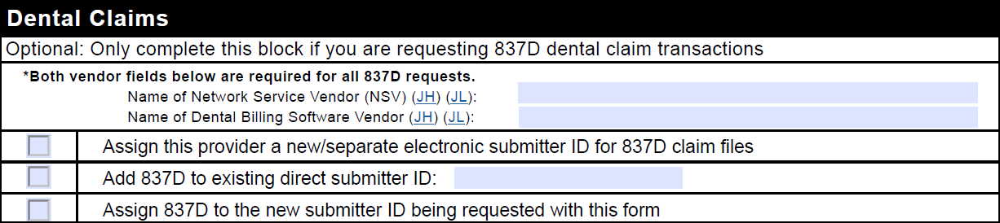 Dental Claims
Optional: Only complete this block if you are requesting 837D dental claim transactions
*Both vendor fields below are required for all 837D requests.
Name of Network Service Vendor (NSV) (JH) (JL):
Name of Dental Billing Software Vendor (JH) (JL):
Assign this provider a new/separate electronic submitter ID for 837D claim files
Add 837D to existing direct submitter ID:
Assign 837D to the new submitter ID being requested with this form